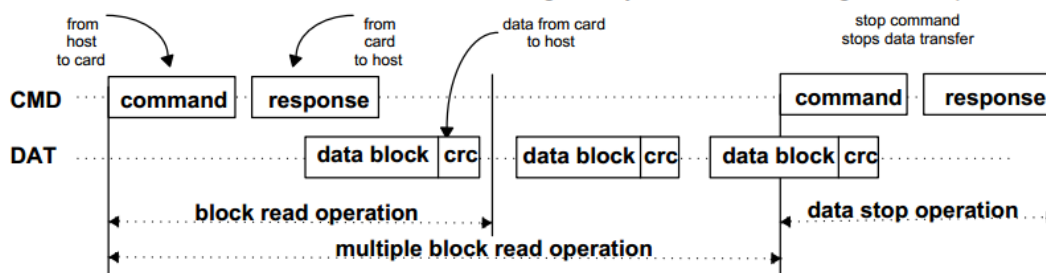 from
host
to card
from
card
to host
data from card
to host
stop command
stops data transfer
CMD
command
response
command
response
DAT
data block
crc
data block
crc
data block
crc
block read operation
data stop operation
multiple block read operation